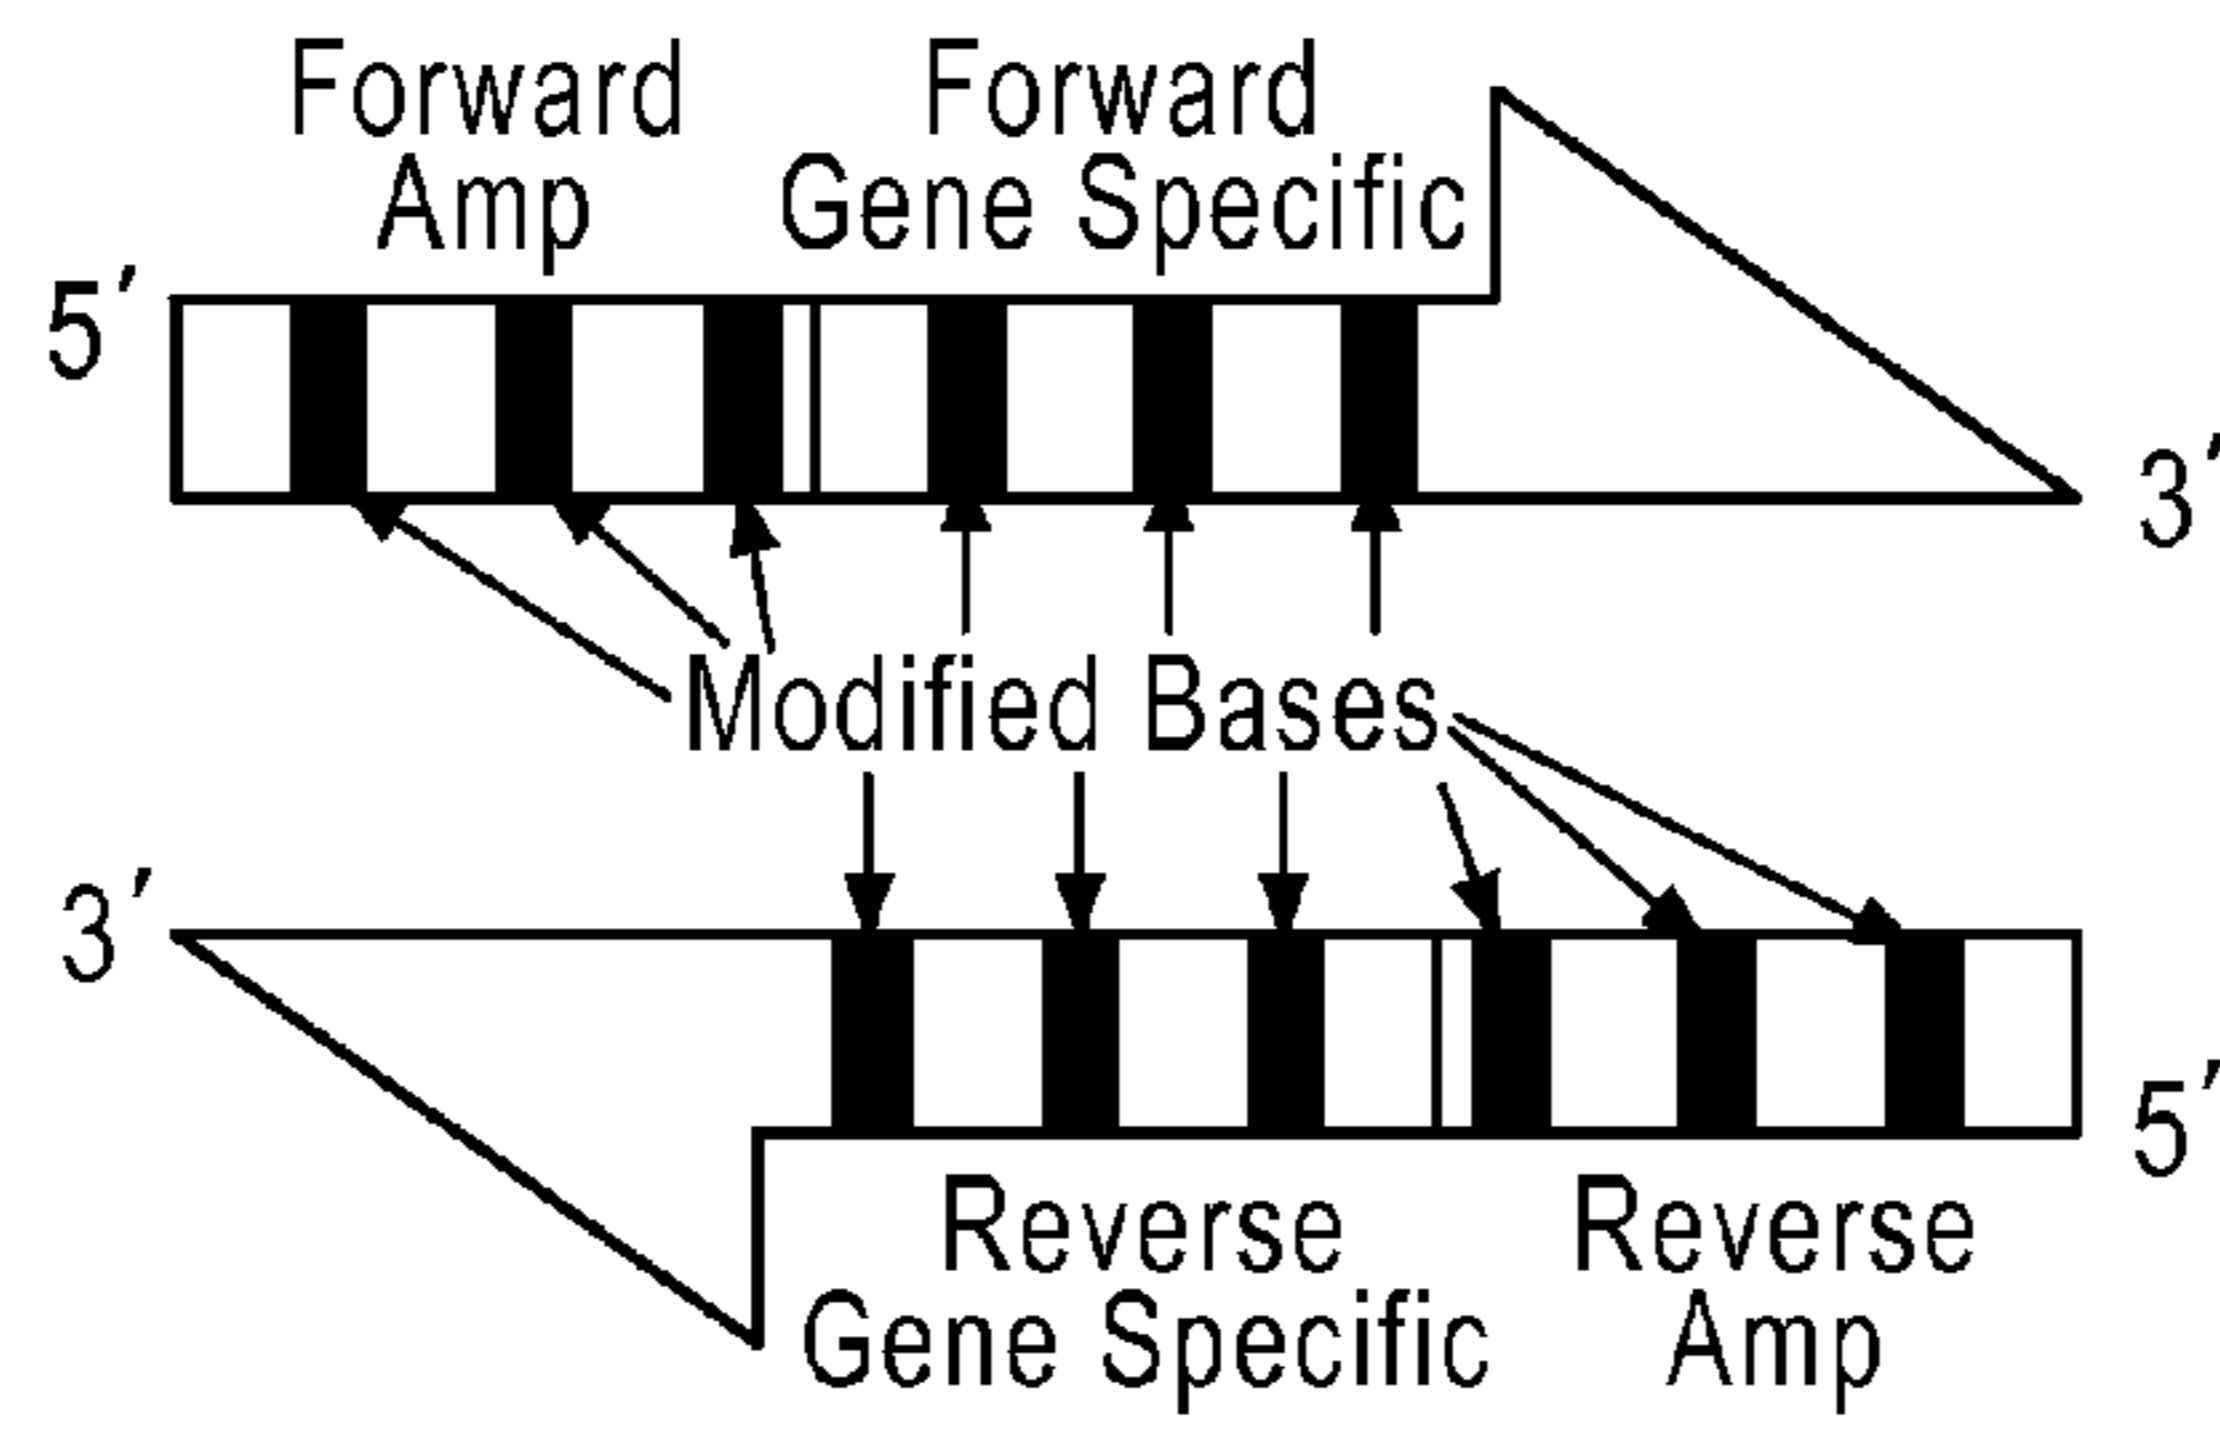 Forward
Amp
Forward
Gene Specific
5′
3′
Modified Bases
3′
5′
Reverse
Gene Specific
Reverse
Amp